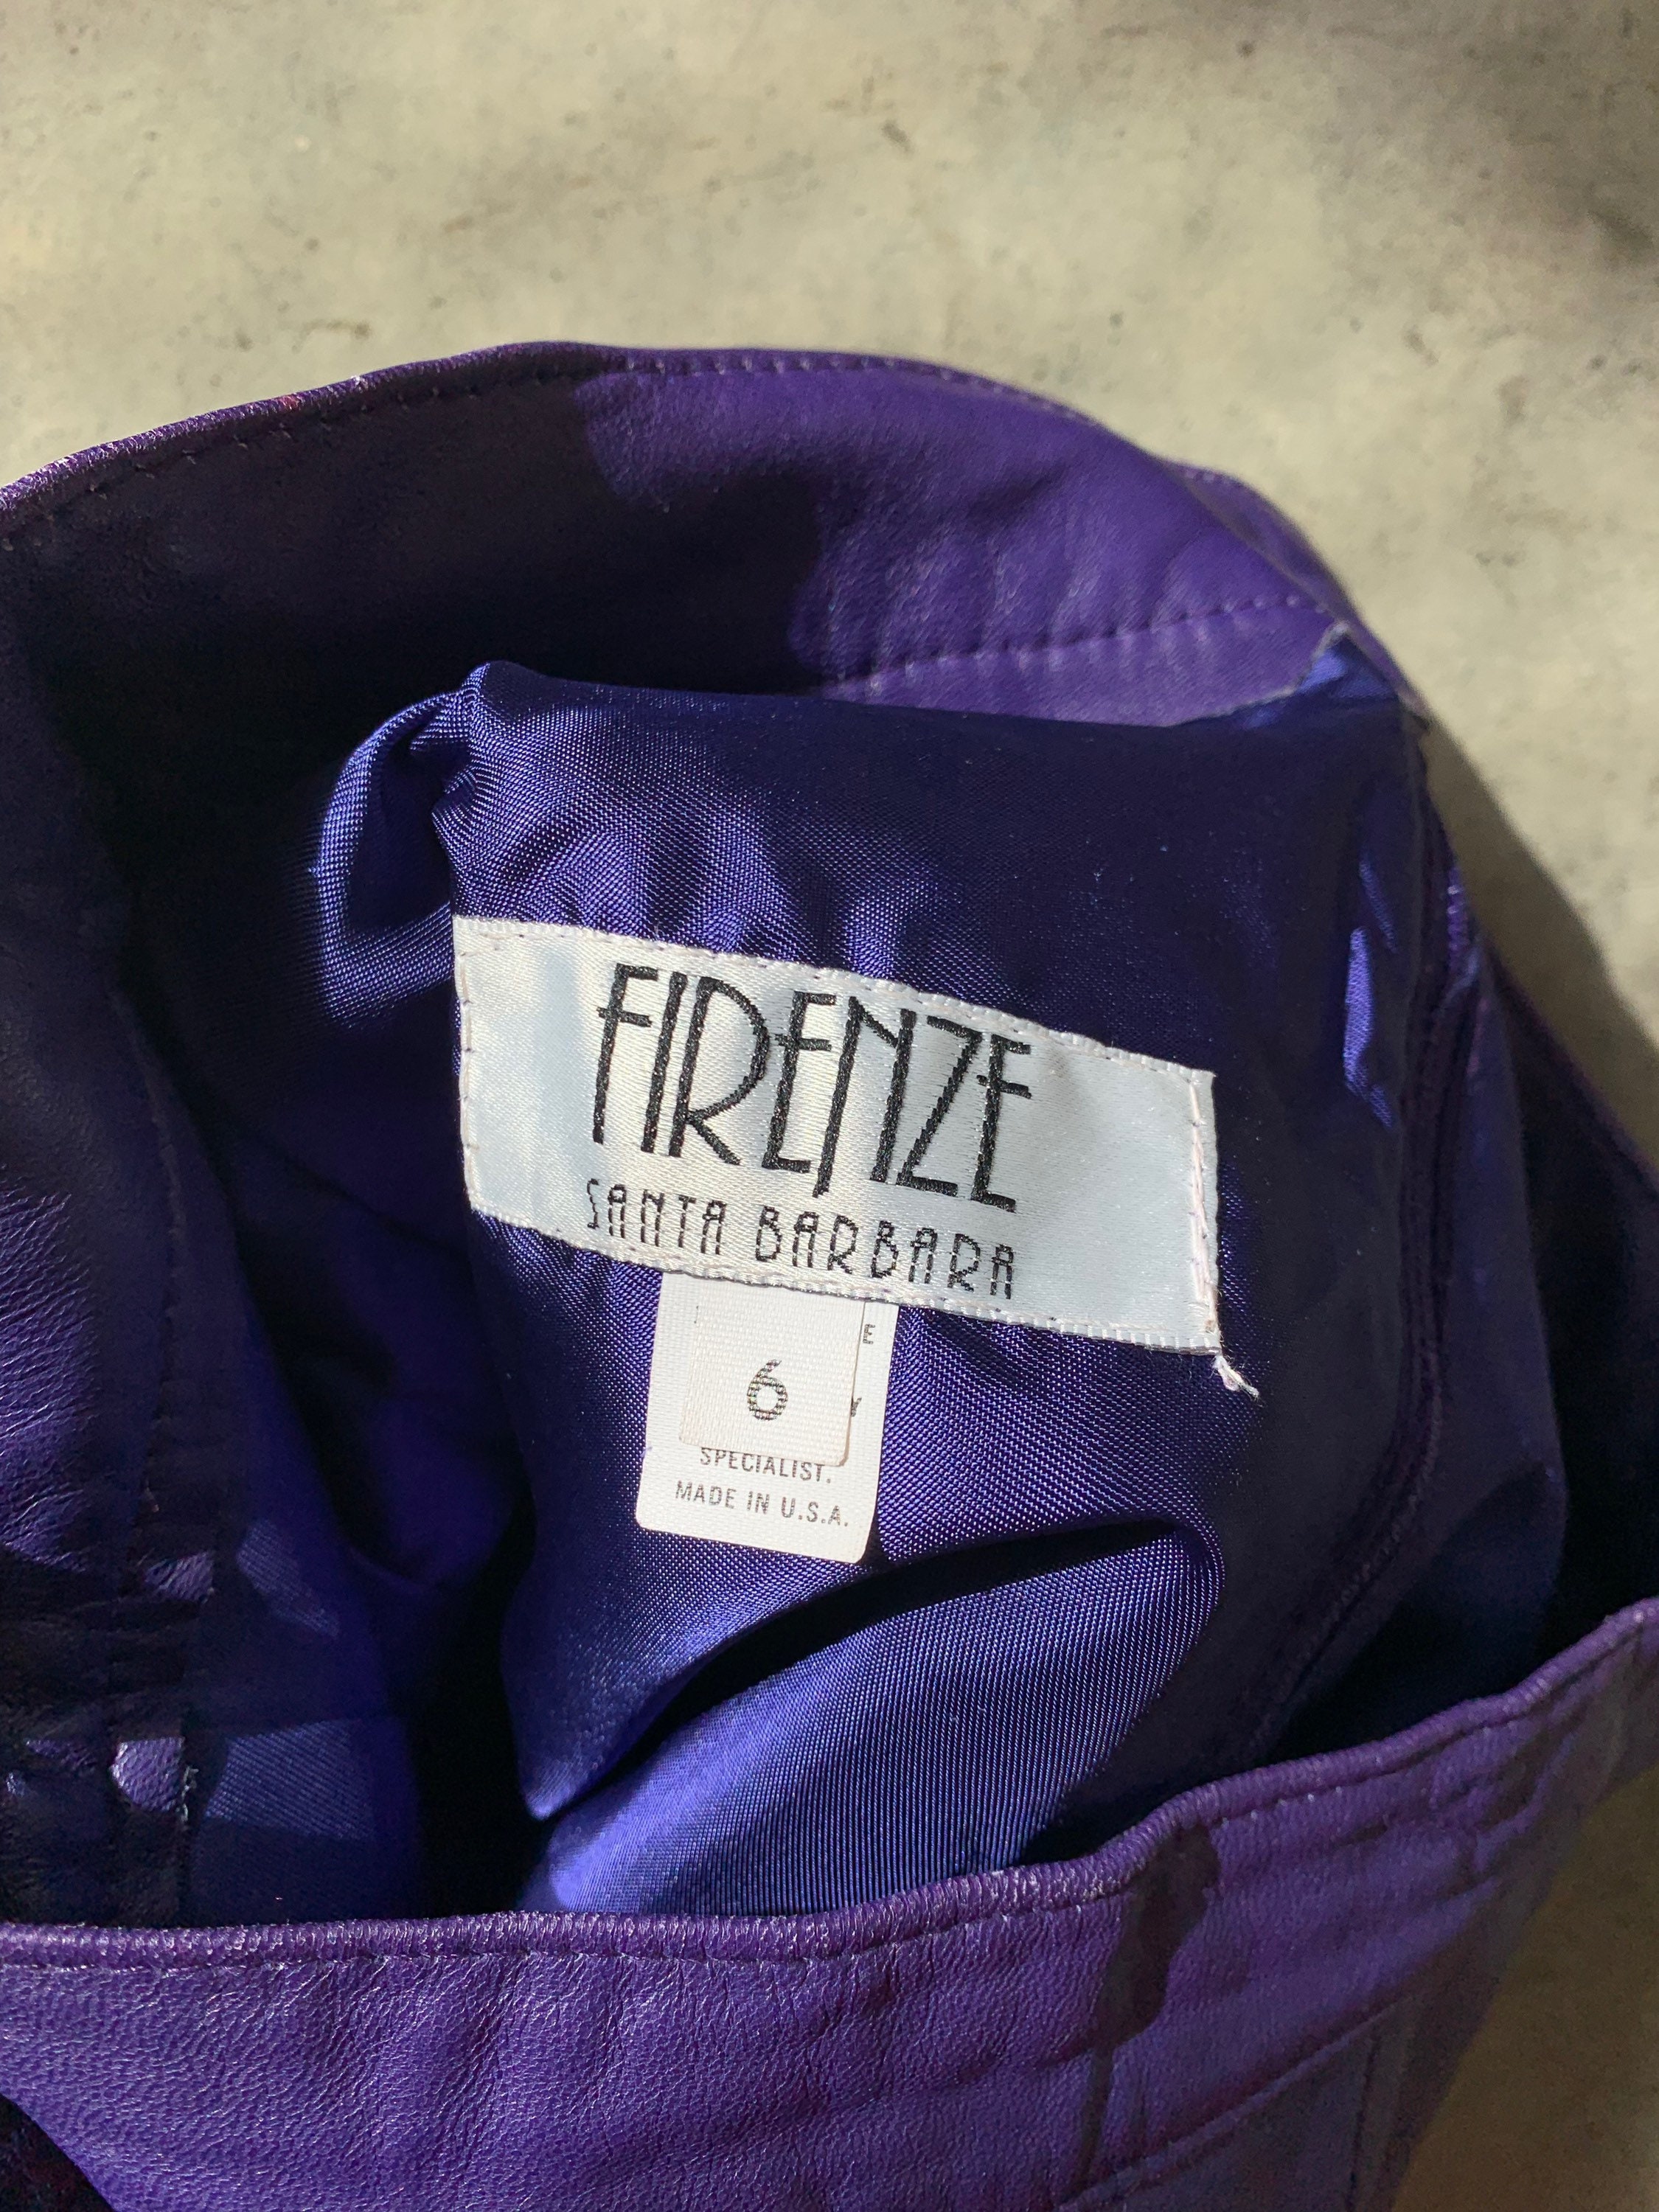 FIRENZE
SANTA BARBARA
6
SPECIALIST.
MADE IN U.S.A.